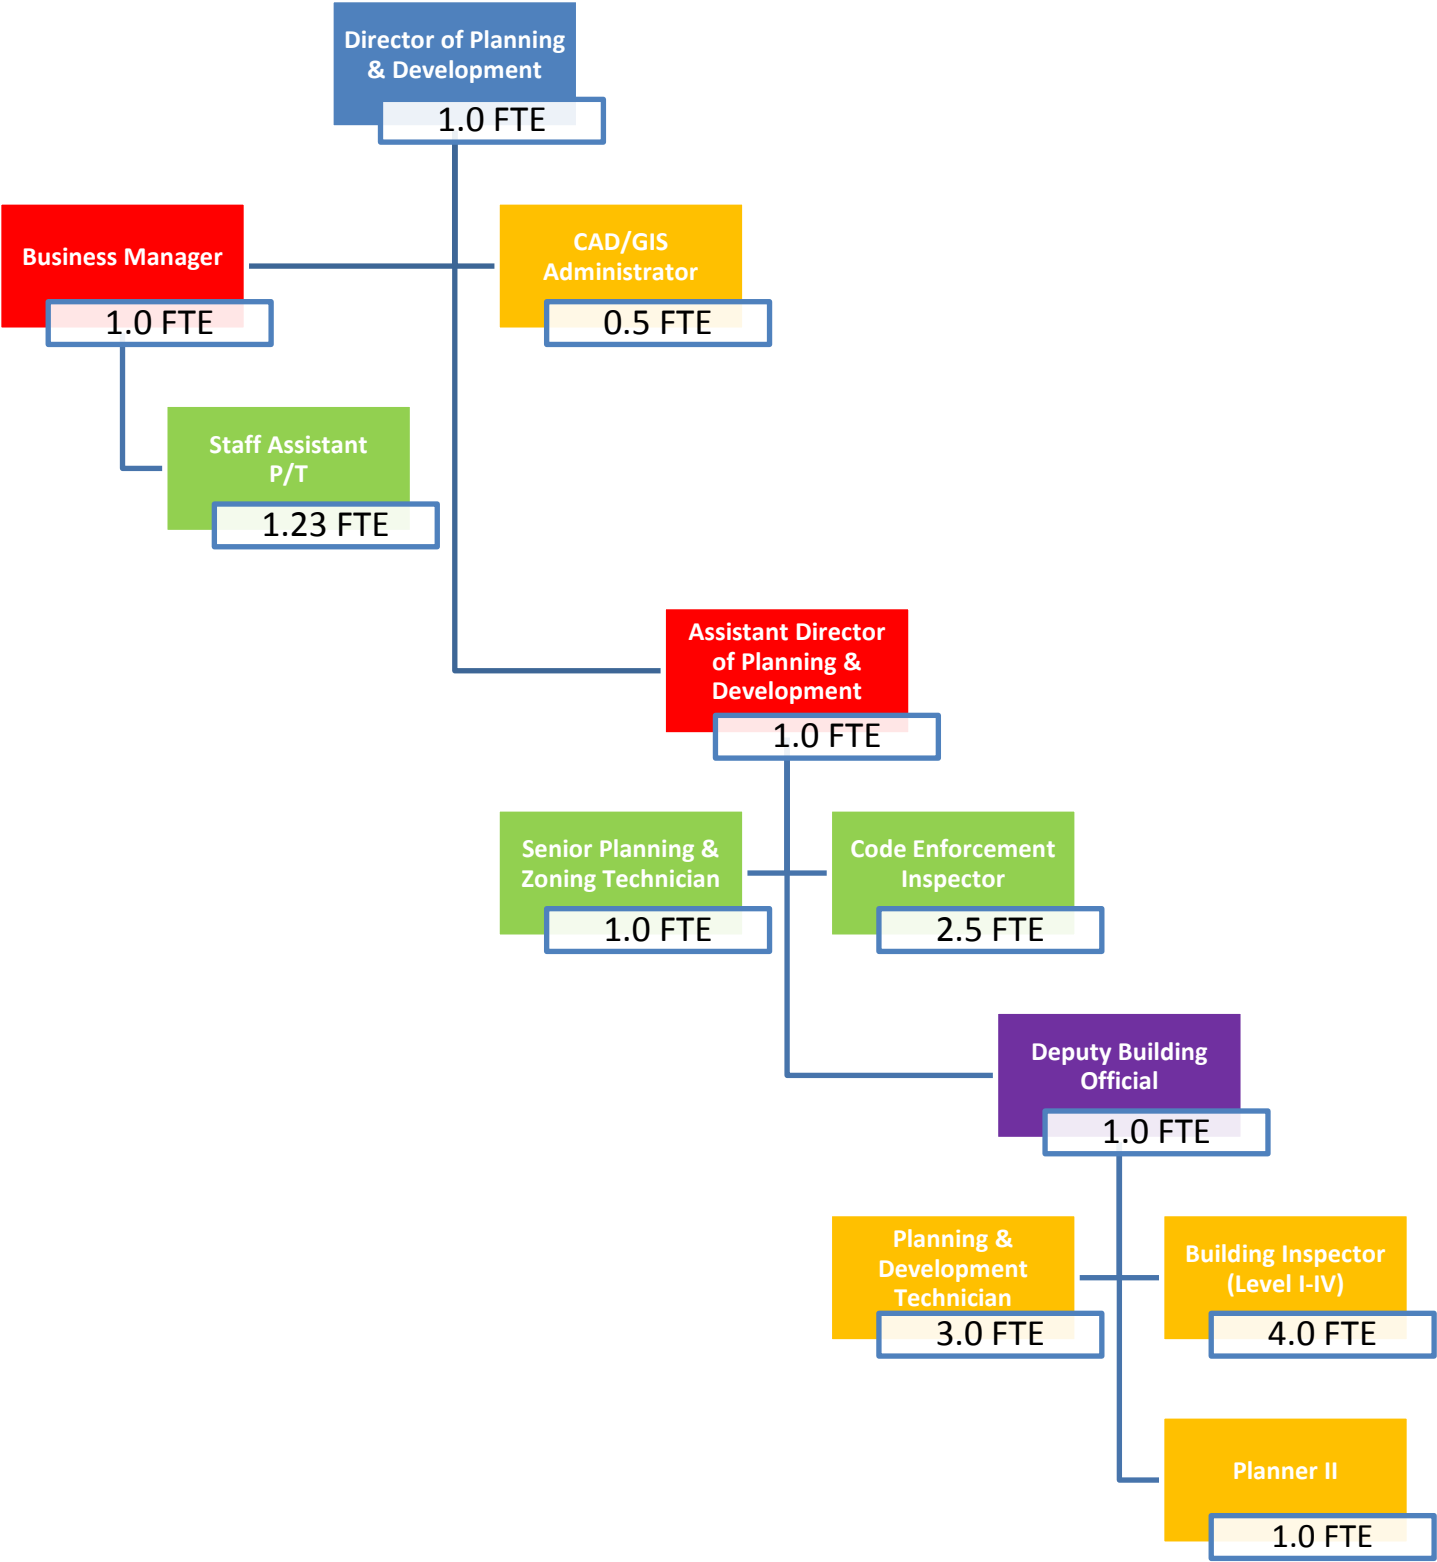 Director of Planning
& Development
1.0 FTE
Business Manager
1.0 FTE
CAD/GIS
Administrator
0.5 FTE
Staff Assistant
P/T
1.23 FTE
Assistant Director
of Planning &
Development
1.0 FTE
Senior Planning &
Zoning Technician
1.0 FTE
Code Enforcement
Inspector
2.5 FTE
Deputy Building
Official
1.0 FTE
Planning &
Development
Technician
3.0 FTE
Building Inspector
(Level I-IV)
4.0 FTE
Planner II
1.0 FTE